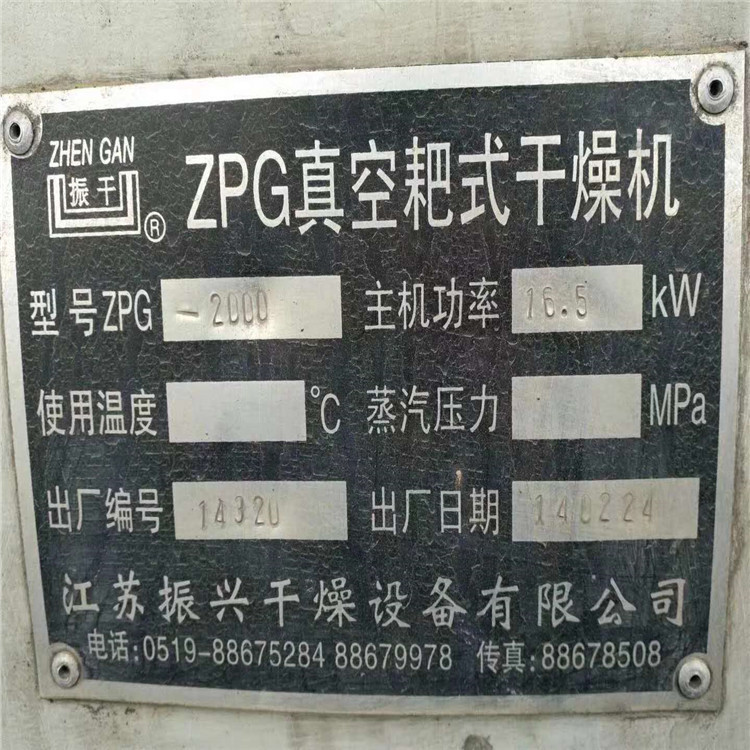 ZHEN GAN
振干
®
ZPG真空耙式干燥机
型号ZPG -2000 主机功率 16.5 kW
使用温度 ℃ 蒸汽压力 MPa
出厂编号 14320 出厂日期 140224
江苏振兴干燥设备有限公司
电话:0519-88675284 88679978 传真:88678508